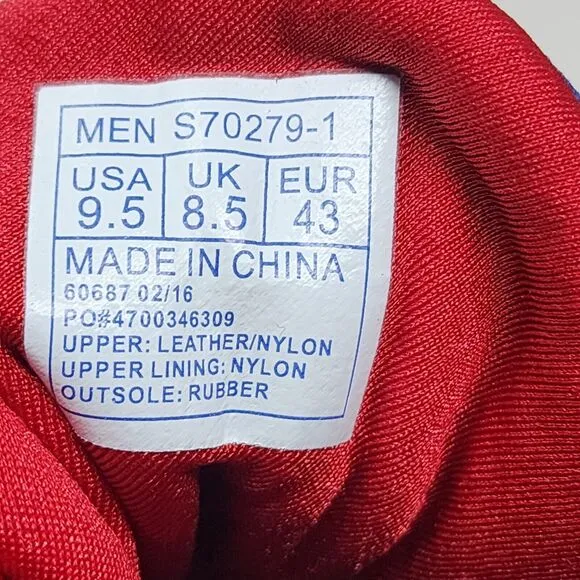 MEN S70279-1
USA UK EUR
9.5 8.5 43
MADE IN CHINA
60687 02/16
PO#4700346309
UPPER: LEATHER/NYLON
UPPER LINING: NYLON
OUTSOLE: RUBBER